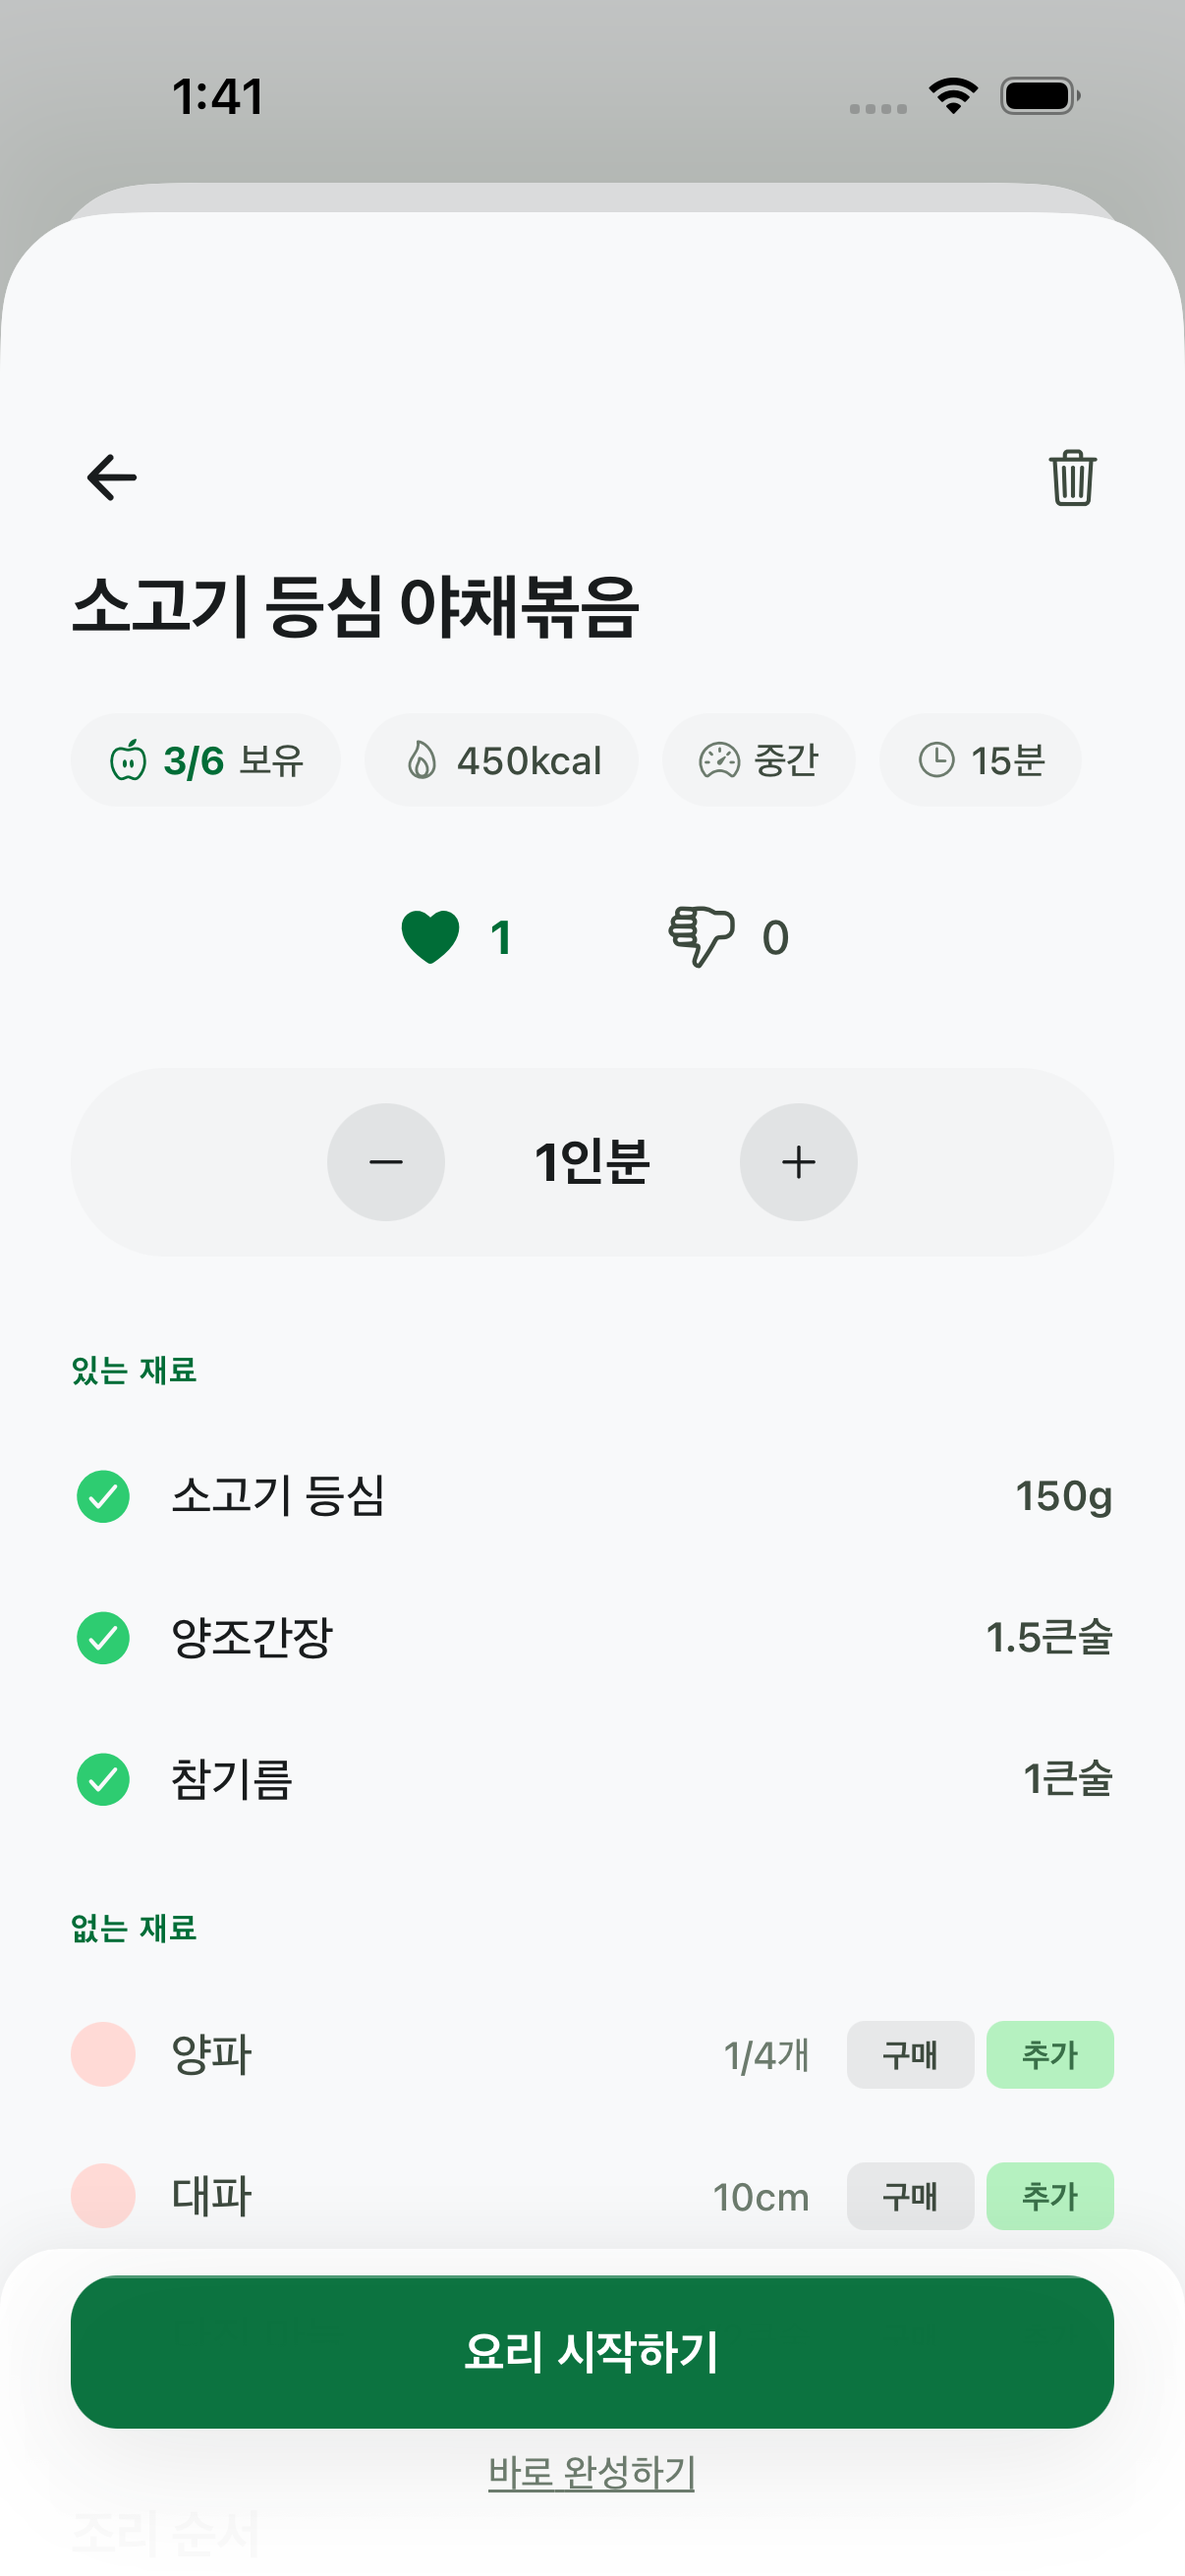 1:41
소고기 등심 야채볶음
3/6 보유 450kcal 중간 15분
1 0
1인분
있는 재료
소고기 등심 150g
양조간장 1.5큰술
참기름 1큰술
없는 재료
양파 1/4개 구매 추가
대파 10cm 구매 추가
요리 시작하기
바로 완성하기
조리 순서